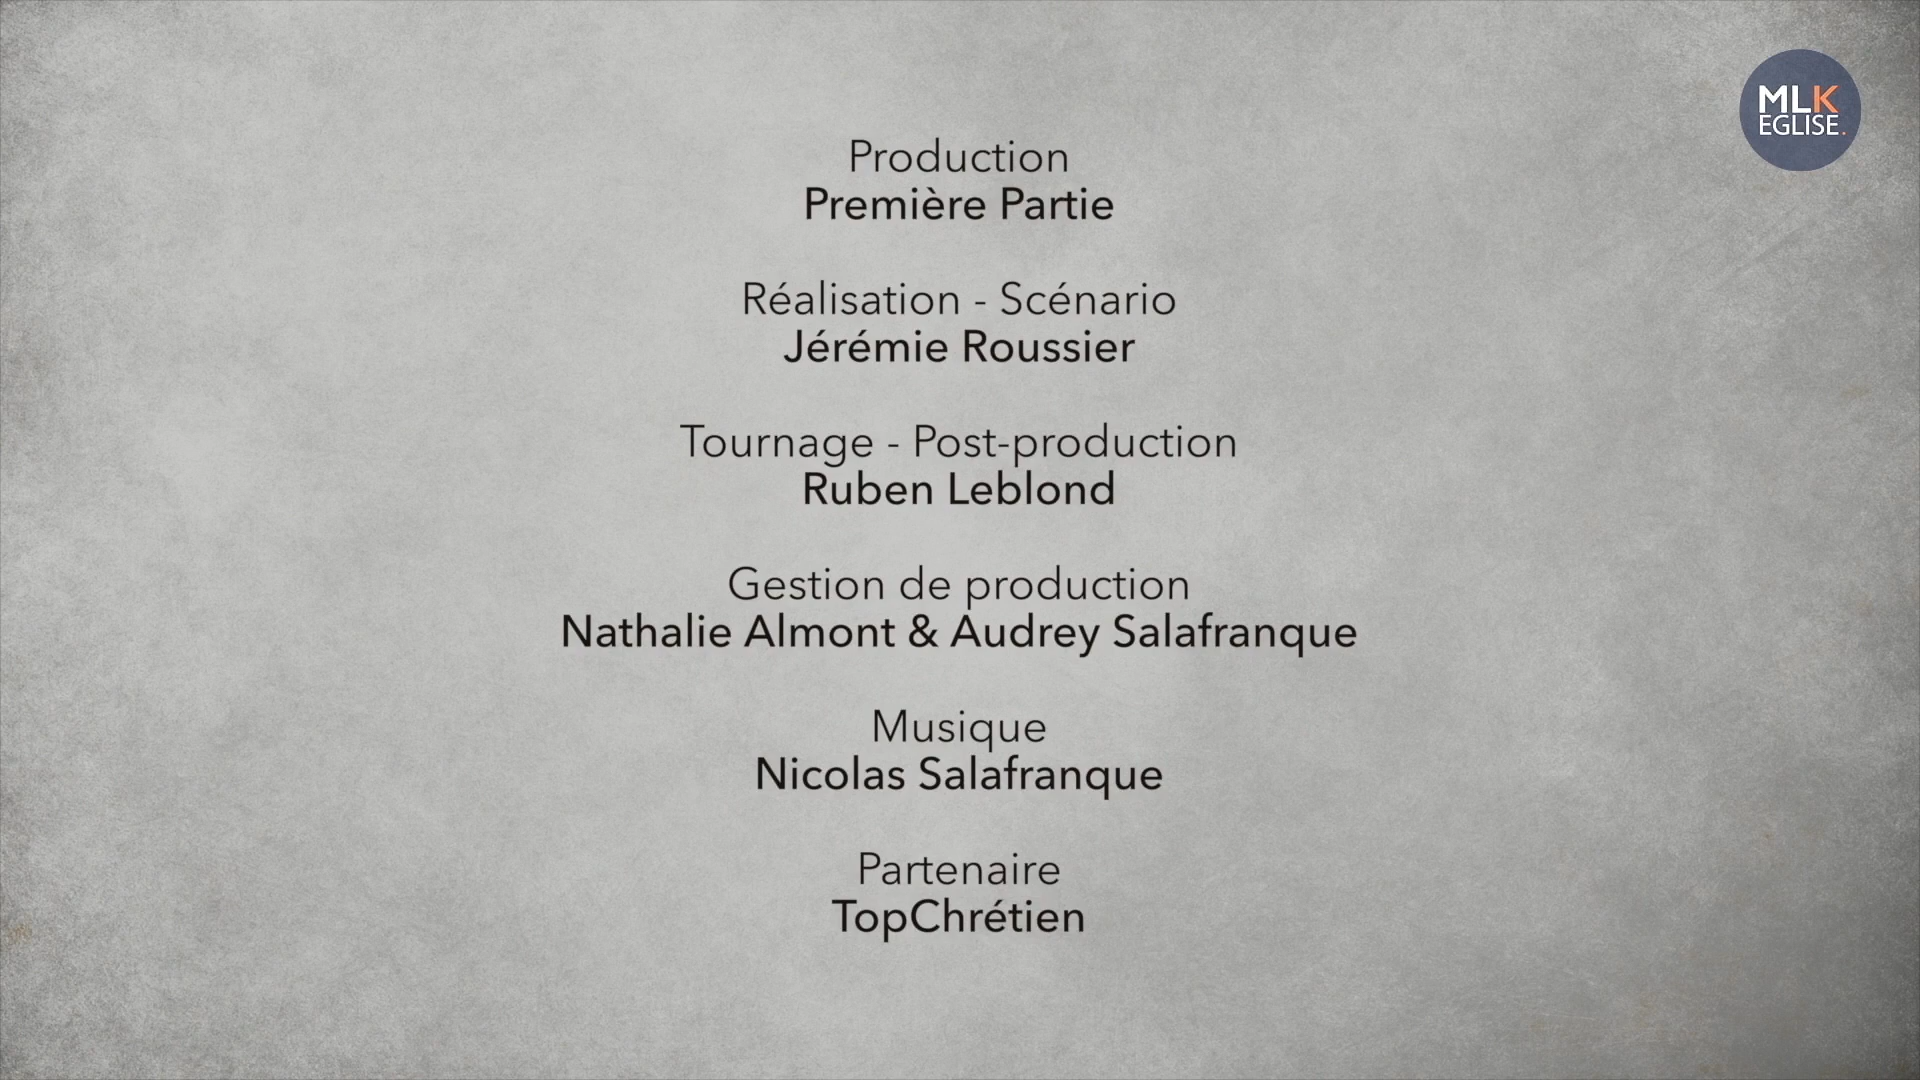 MLK
EGLISE.
Production
Première Partie
Réalisation - Scénario
Jérémie Roussier
Tournage - Post-production
Ruben Leblond
Gestion de production
Nathalie Almont & Audrey Salafranque
Musique
Nicolas Salafranque
Partenaire
TopChrétien